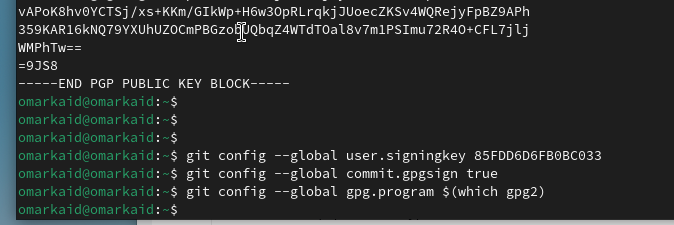 vAPoK8hv0YCTSj/xs+KKm/GIkWp+H6w3OpRLrqkjJUoecZKSv4WQRejyFpBZ9APh
359KAR16kNQ79YXUhUZOCmPBGzobUQbqZ4WTdTOal8v7m1PSImu72R4O+CFL7jlj
WMPhTw==
=9JS8
-----END PGP PUBLIC KEY BLOCK-----
omarkaid@omarkaid:~$
omarkaid@omarkaid:~$
omarkaid@omarkaid:~$
omarkaid@omarkaid:~$ git config --global user.signingkey 85FDD6D6FB0BC033
omarkaid@omarkaid:~$ git config --global commit.gpgsign true
omarkaid@omarkaid:~$ git config --global gpg.program $(which gpg2)
omarkaid@omarkaid:~$